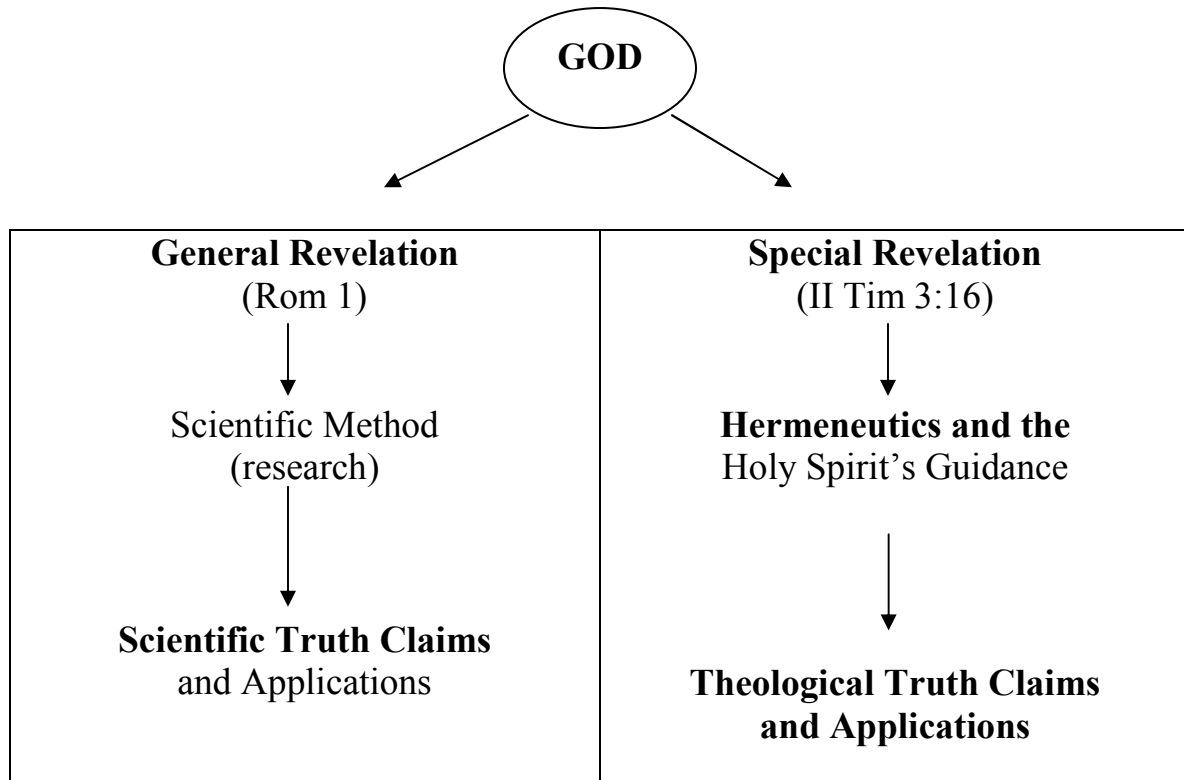 GOD
General Revelation
(Rom 1)
Scientific Method
(research)
Scientific Truth Claims
and Applications
Special Revelation
(II Tim 3:16)
Hermeneutics and the
Holy Spirit’s Guidance
Theological Truth Claims
and Applications